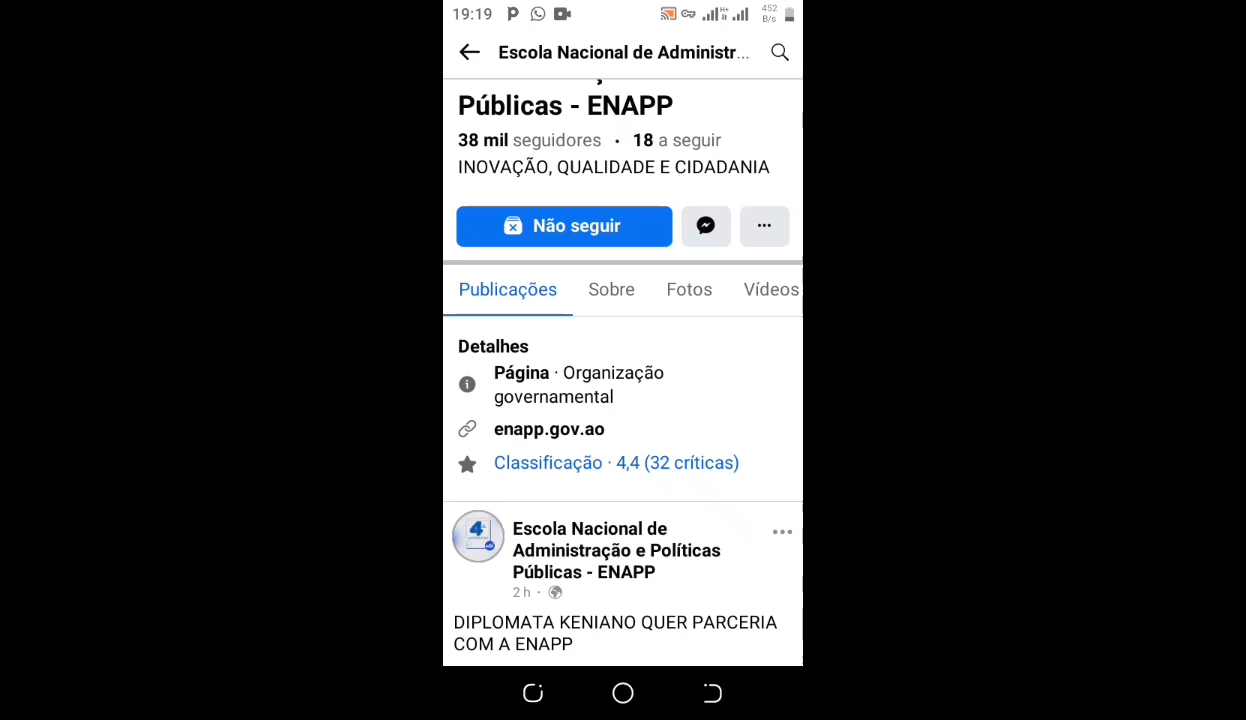 19:19
H+
452
B/s
Escola Nacional de Administr...
Públicas - ENAPP
38 mil seguidores • 18 a seguir
INOVAÇÃO, QUALIDADE E CIDADANIA
Não seguir
Publicações Sobre Fotos Vídeos
Detalhes
Página · Organização
governamental
enapp.gov.ao
Classificação · 4,4 (32 críticas)
4
Escola Nacional de
Administração e Políticas
Públicas - ENAPP
2 h ·
DIPLOMATA KENIANO QUER PARCERIA
COM A ENAPP